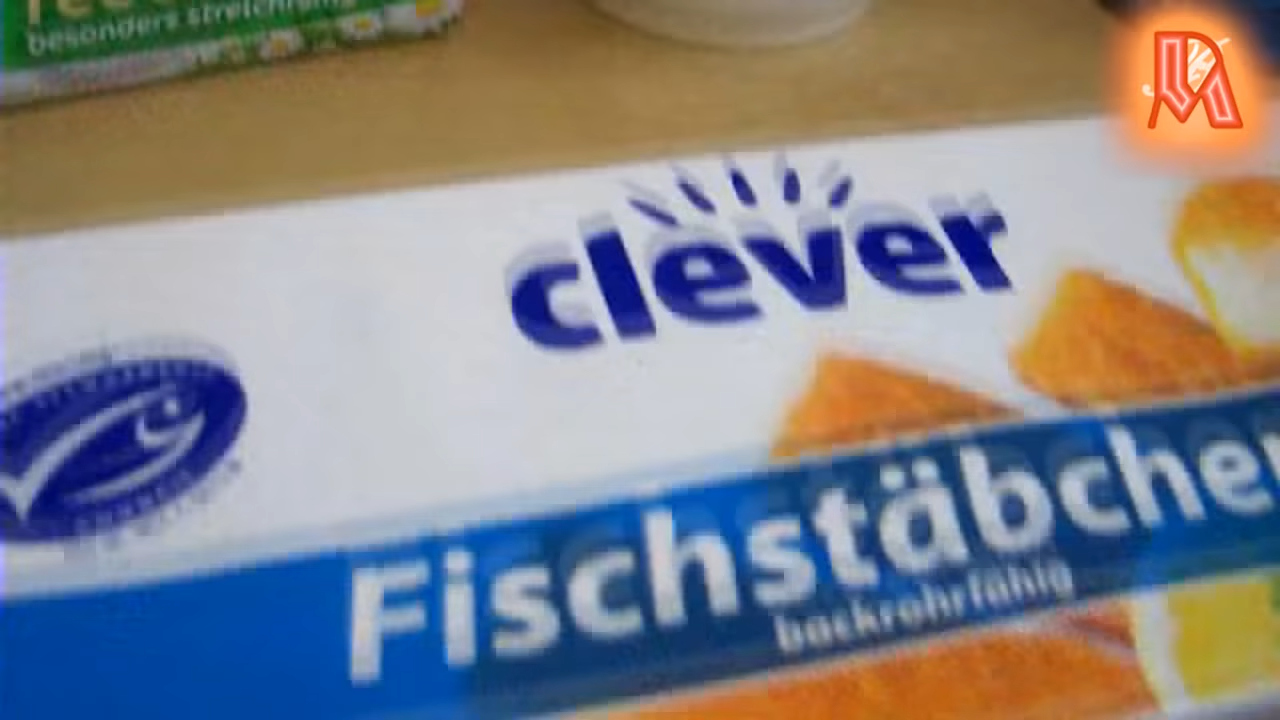 besonders streichfähig
clever
Fischstäbchen
backrohrfähig